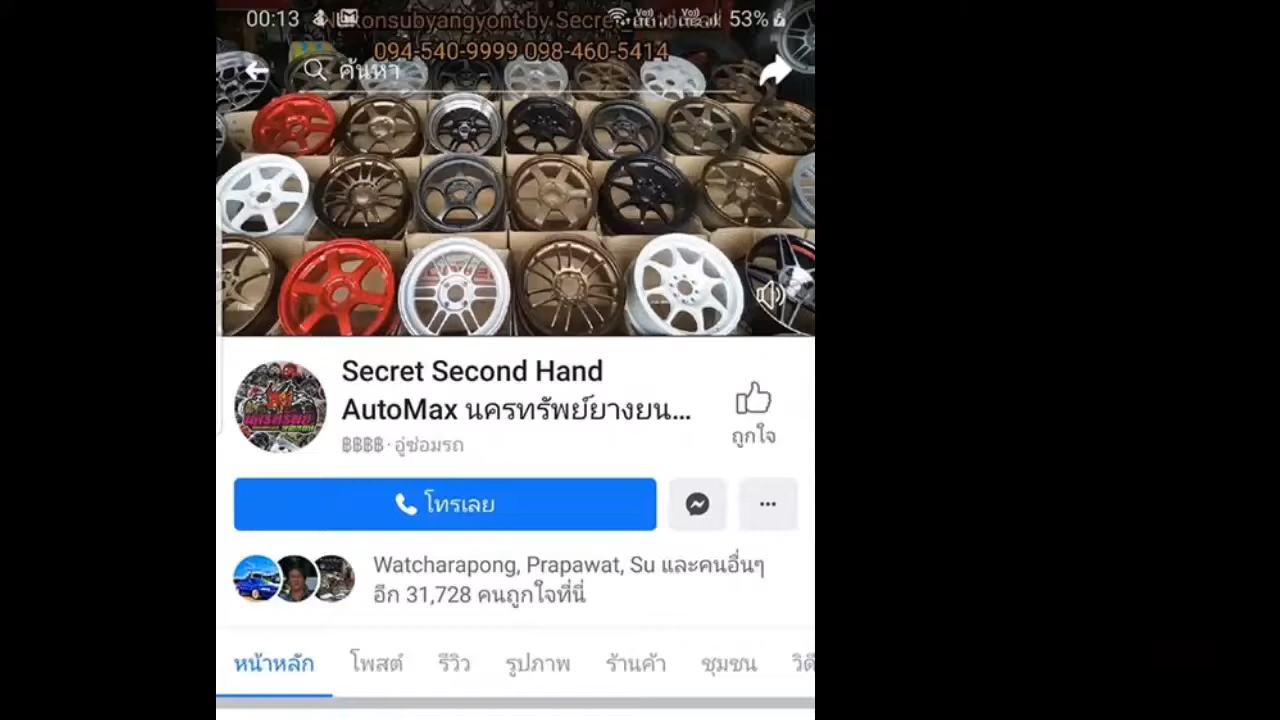 00:13
53%
Nakonsubyangyont by Secret
094-540-9999 098-460-5414
ค้นหา
Secret Second Hand
AutoMax นครทรัพย์ยางยน...
฿฿฿฿ · อู่ซ่อมรถ
ถูกใจ
โทรเลย
Watcharapong, Prapawat, Su และคนอื่นๆ
อีก 31,728 คนถูกใจที่นี่
หน้าหลัก โพสต์ รีวิว รูปภาพ ร้านค้า ชุมชน วิดี